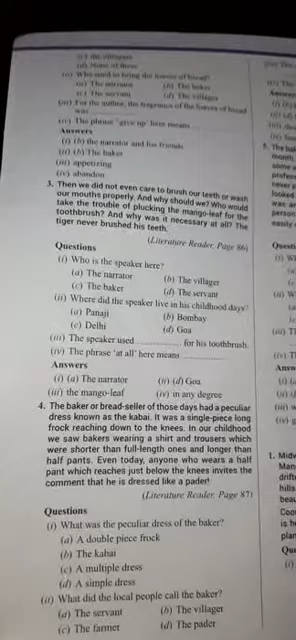 (i) the villagers
(d) None of these
(ii) Who used to bring the loaves of bread?
(a) The narrator (b) The baker
(c) The servant (d) The villager
(iii) For the author, the fragrance of the loaves of bread
was
(iv) The phrase 'give up' here means
Answers
(i) (b) the narrator and his friends
(ii) (b) The baker
(iii) appetizing
(iv) abandon
3. Then we did not even care to brush our teeth or wash
our mouths properly. And why should we? Who would
take the trouble of plucking the mango-leaf for the
toothbrush? And why was it necessary at all? The
tiger never brushed his teeth.
(Literature Reader, Page 86)
Questions
(i) Who is the speaker here?
(a) The narrator (b) The villager
(c) The baker (d) The servant
(ii) Where did the speaker live in his childhood days?
(a) Panaji (b) Bombay
(c) Delhi (d) Goa
(iii) The speaker used .................. for his toothbrush.
(iv) The phrase 'at all' here means ..................
Answers
(i) (a) The narrator (ii) (d) Goa
(iii) the mango-leaf (iv) in any degree
4. The baker or bread-seller of those days had a peculiar
dress known as the kabai. It was a single-piece long
frock reaching down to the knees. In our childhood
we saw bakers wearing a shirt and trousers which
were shorter than full-length ones and longer than
half pants. Even today, anyone who wears a half
pant which reaches just below the knees invites the
comment that he is dressed like a pader!
(Literature Reader, Page 87)
Questions
(i) What was the peculiar dress of the baker?
(a) A double piece frock
(b) The kabai
(c) A multiple dress
(d) A simple dress
(ii) What did the local people call the baker?
(a) The servant (b) The villager
(c) The farmer (d) The pader